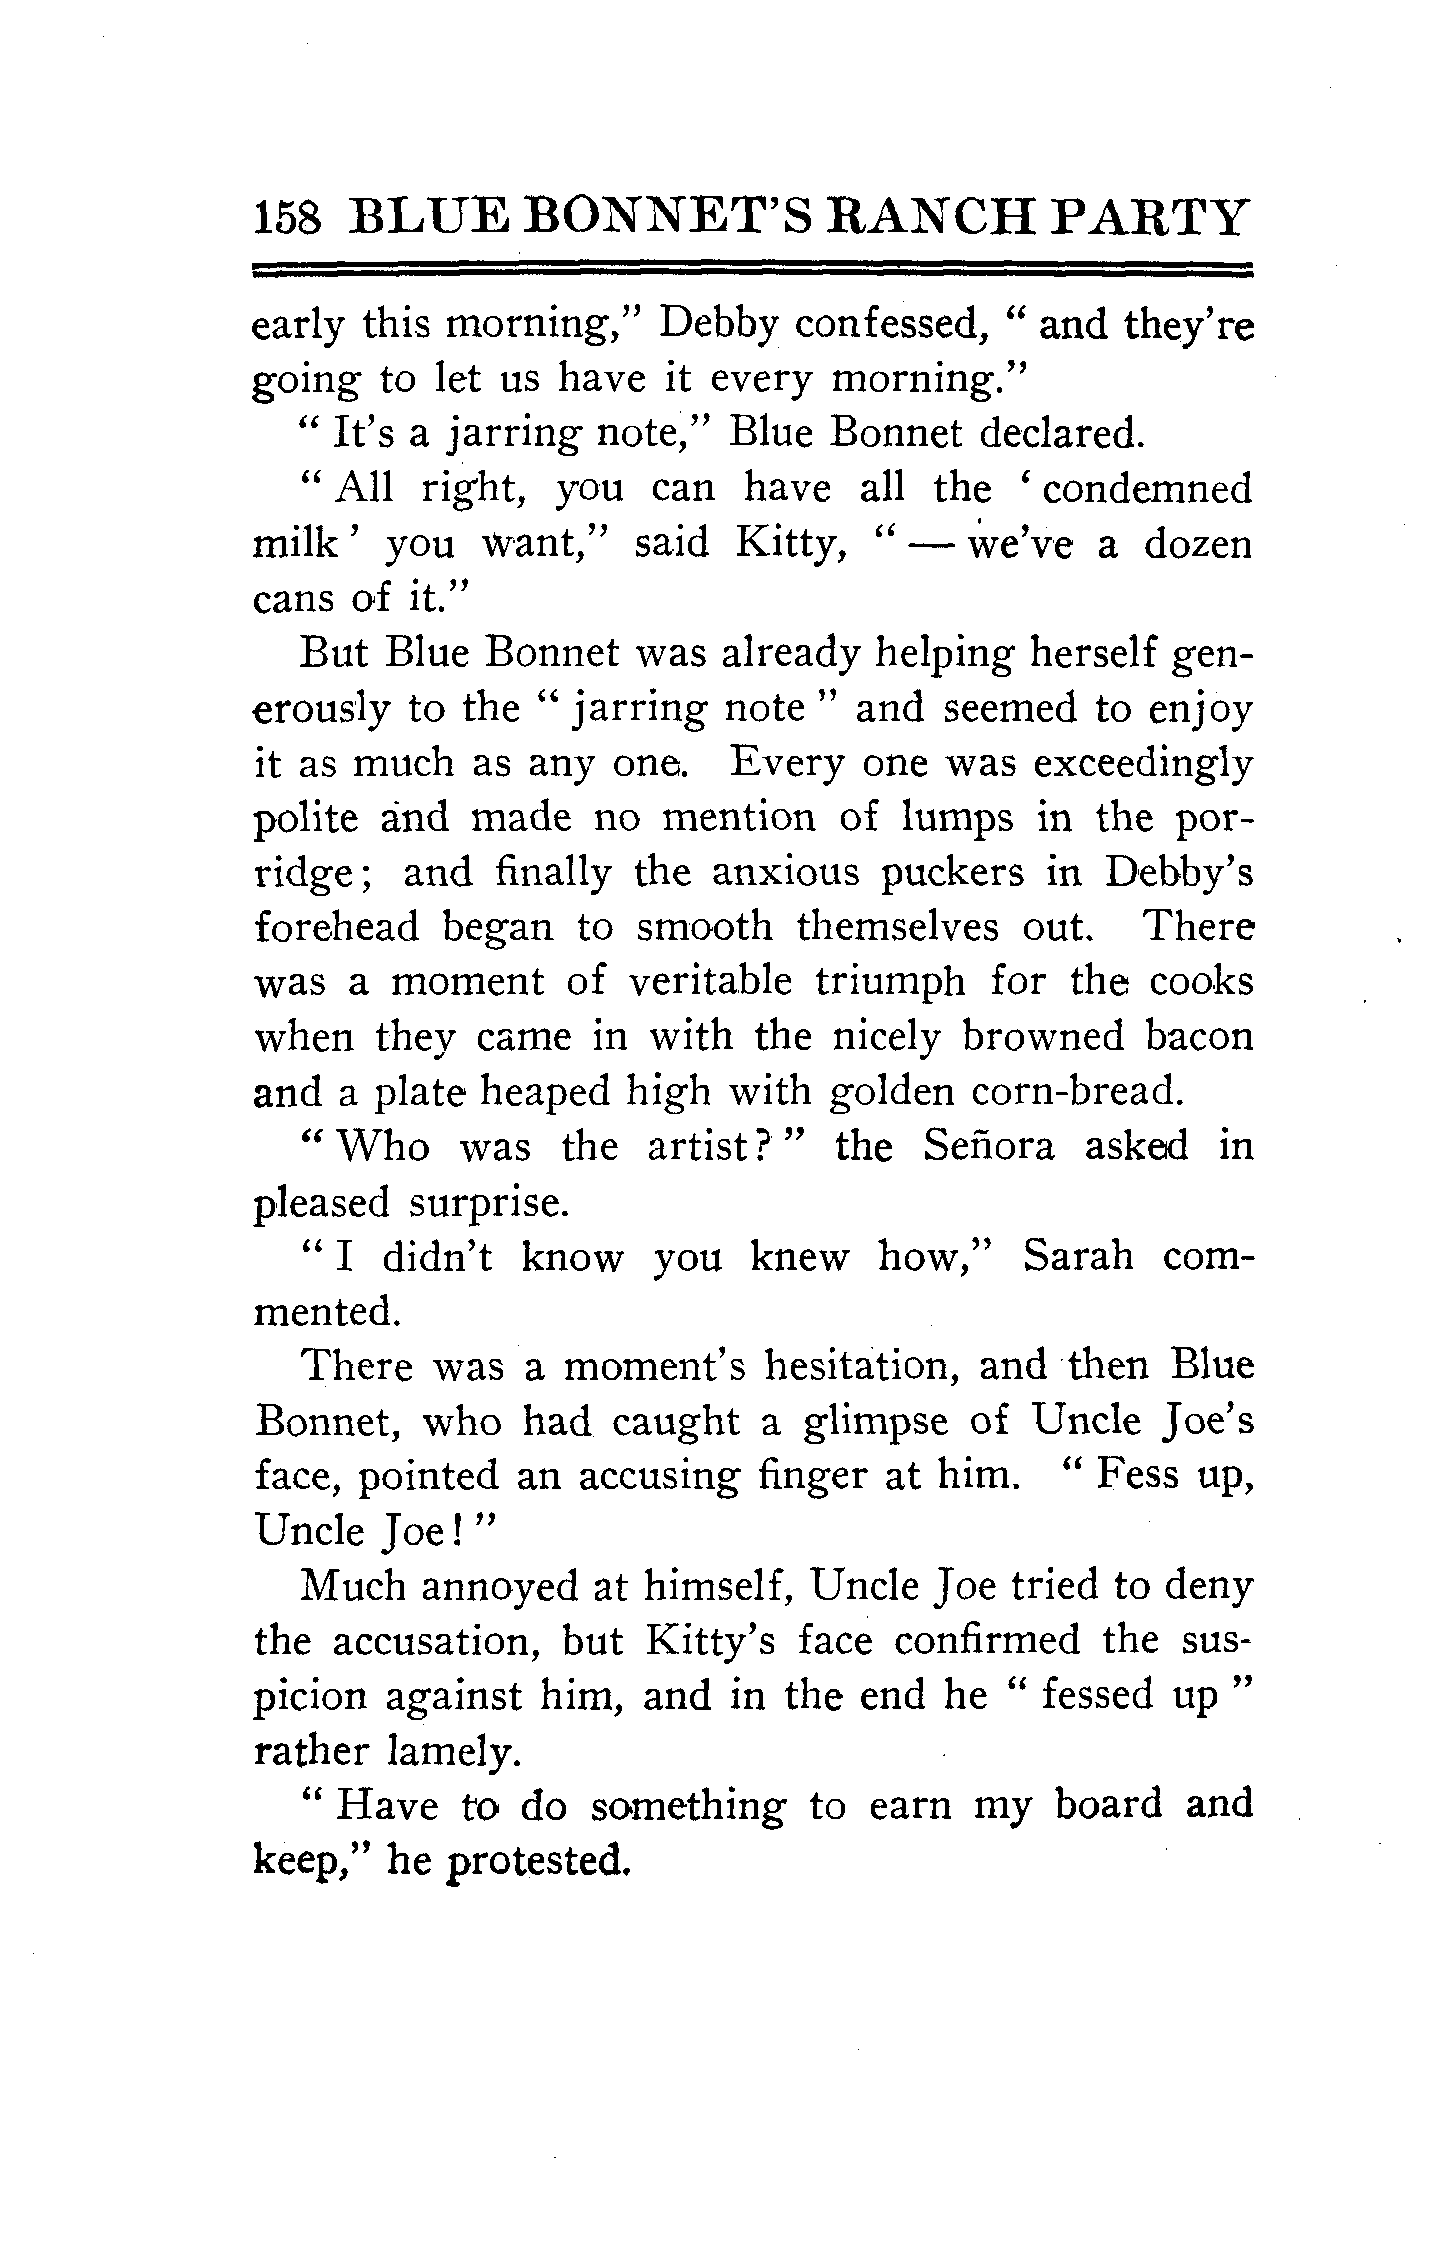 158 BLUE BONNET'S RANCH PARTY
early this morning,” Debby confessed, “ and they're
going to let us have it every morning.”
“ It's a jarring note,” Blue Bonnet declared.
“ All right, you can have all the ‘ condemned
milk ’ you want,” said Kitty, “ — we've a dozen
cans of it.”
But Blue Bonnet was already helping herself gen-
erously to the “ jarring note ” and seemed to enjoy
it as much as any one. Every one was exceedingly
polite and made no mention of lumps in the por-
ridge; and finally the anxious puckers in Debby's
forehead began to smooth themselves out. There
was a moment of veritable triumph for the cooks
when they came in with the nicely browned bacon
and a plate heaped high with golden corn-bread.
“ Who was the artist? ” the Señora asked in
pleased surprise.
“ I didn't know you knew how,” Sarah com-
mented.
There was a moment's hesitation, and then Blue
Bonnet, who had caught a glimpse of Uncle Joe's
face, pointed an accusing finger at him. “ Fess up,
Uncle Joe! ”
Much annoyed at himself, Uncle Joe tried to deny
the accusation, but Kitty's face confirmed the sus-
picion against him, and in the end he “ fessed up ”
rather lamely.
“ Have to do something to earn my board and
keep,” he protested.